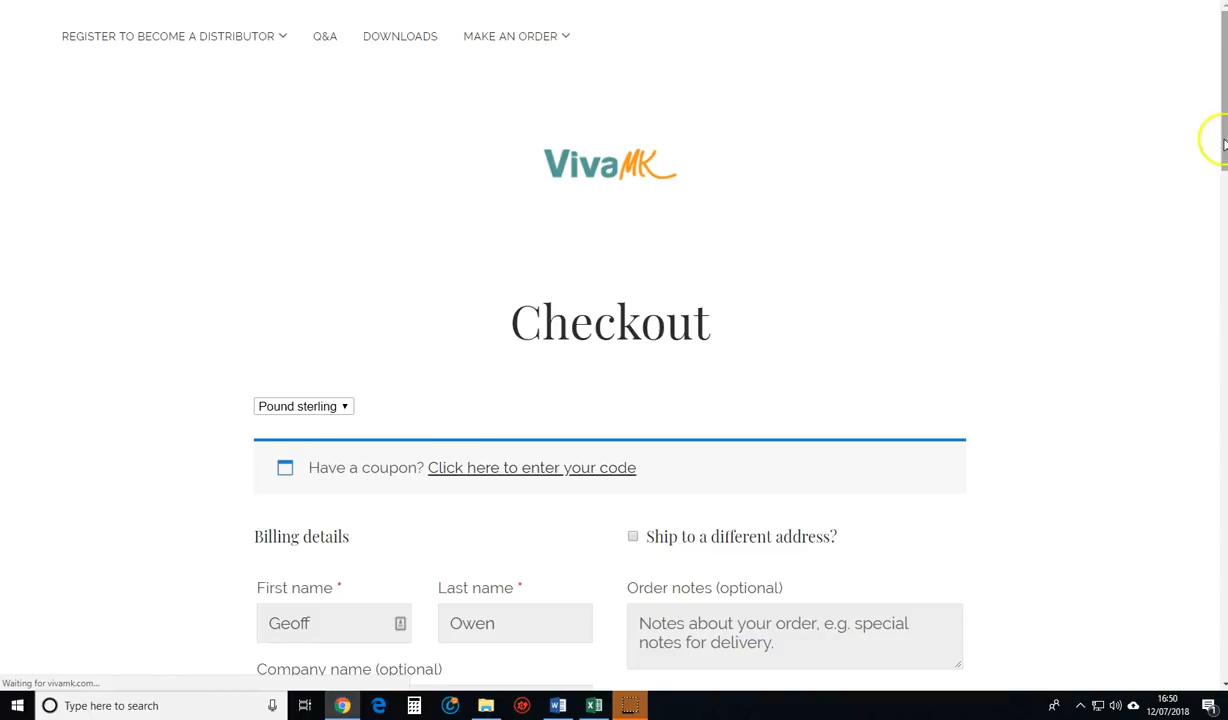 REGISTER TO BECOME A DISTRIBUTOR Q&A DOWNLOADS MAKE AN ORDER
VivaMK
Checkout
Pound sterling
Have a coupon? Click here to enter your code
Billing details
Ship to a different address?
First name * Last name *
Order notes (optional)
Geoff Owen
Notes about your order, e.g. special
notes for delivery.
Company name (optional)
Waiting for vivamk.com...
Type here to search
16:50
12/07/2018